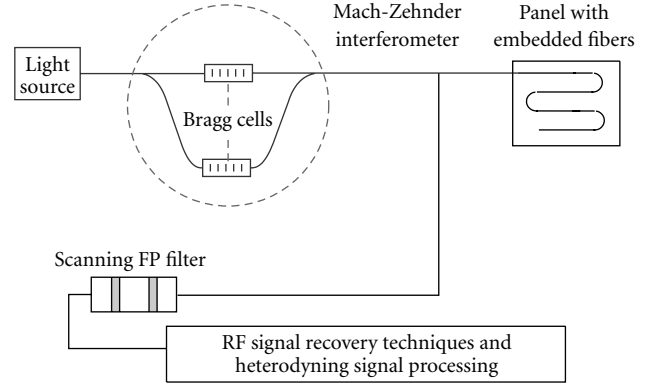 Mach-Zehnder
interferometer
Panel with
embedded fibers
Light
source
Bragg cells
Scanning FP filter
RF signal recovery techniques and
heterodyning signal processing